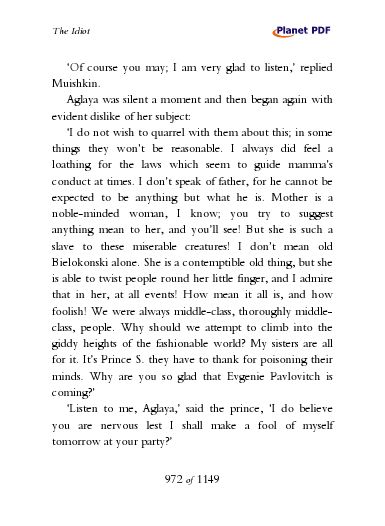 The Idiot
Planet PDF
‘Of course you may; I am very glad to listen,’ replied
Muishkin.
Aglaya was silent a moment and then began again with
evident dislike of her subject:
‘I do not wish to quarrel with them about this; in some
things they won’t be reasonable. I always did feel a
loathing for the laws which seem to guide mamma’s
conduct at times. I don’t speak of father, for he cannot be
expected to be anything but what he is. Mother is a
noble-minded woman, I know; you try to suggest
anything mean to her, and you’ll see! But she is such a
slave to these miserable creatures! I don’t mean old
Bielokonski alone. She is a contemptible old thing, but she
is able to twist people round her little finger, and I admire
that in her, at all events! How mean it all is, and how
foolish! We were always middle-class, thoroughly middle-
class, people. Why should we attempt to climb into the
giddy heights of the fashionable world? My sisters are all
for it. It’s Prince S. they have to thank for poisoning their
minds. Why are you so glad that Evgenie Pavlovitch is
coming?’
‘Listen to me, Aglaya,’ said the prince, ‘I do believe
you are nervous lest I shall make a fool of myself
tomorrow at your party?’
972 of 1149